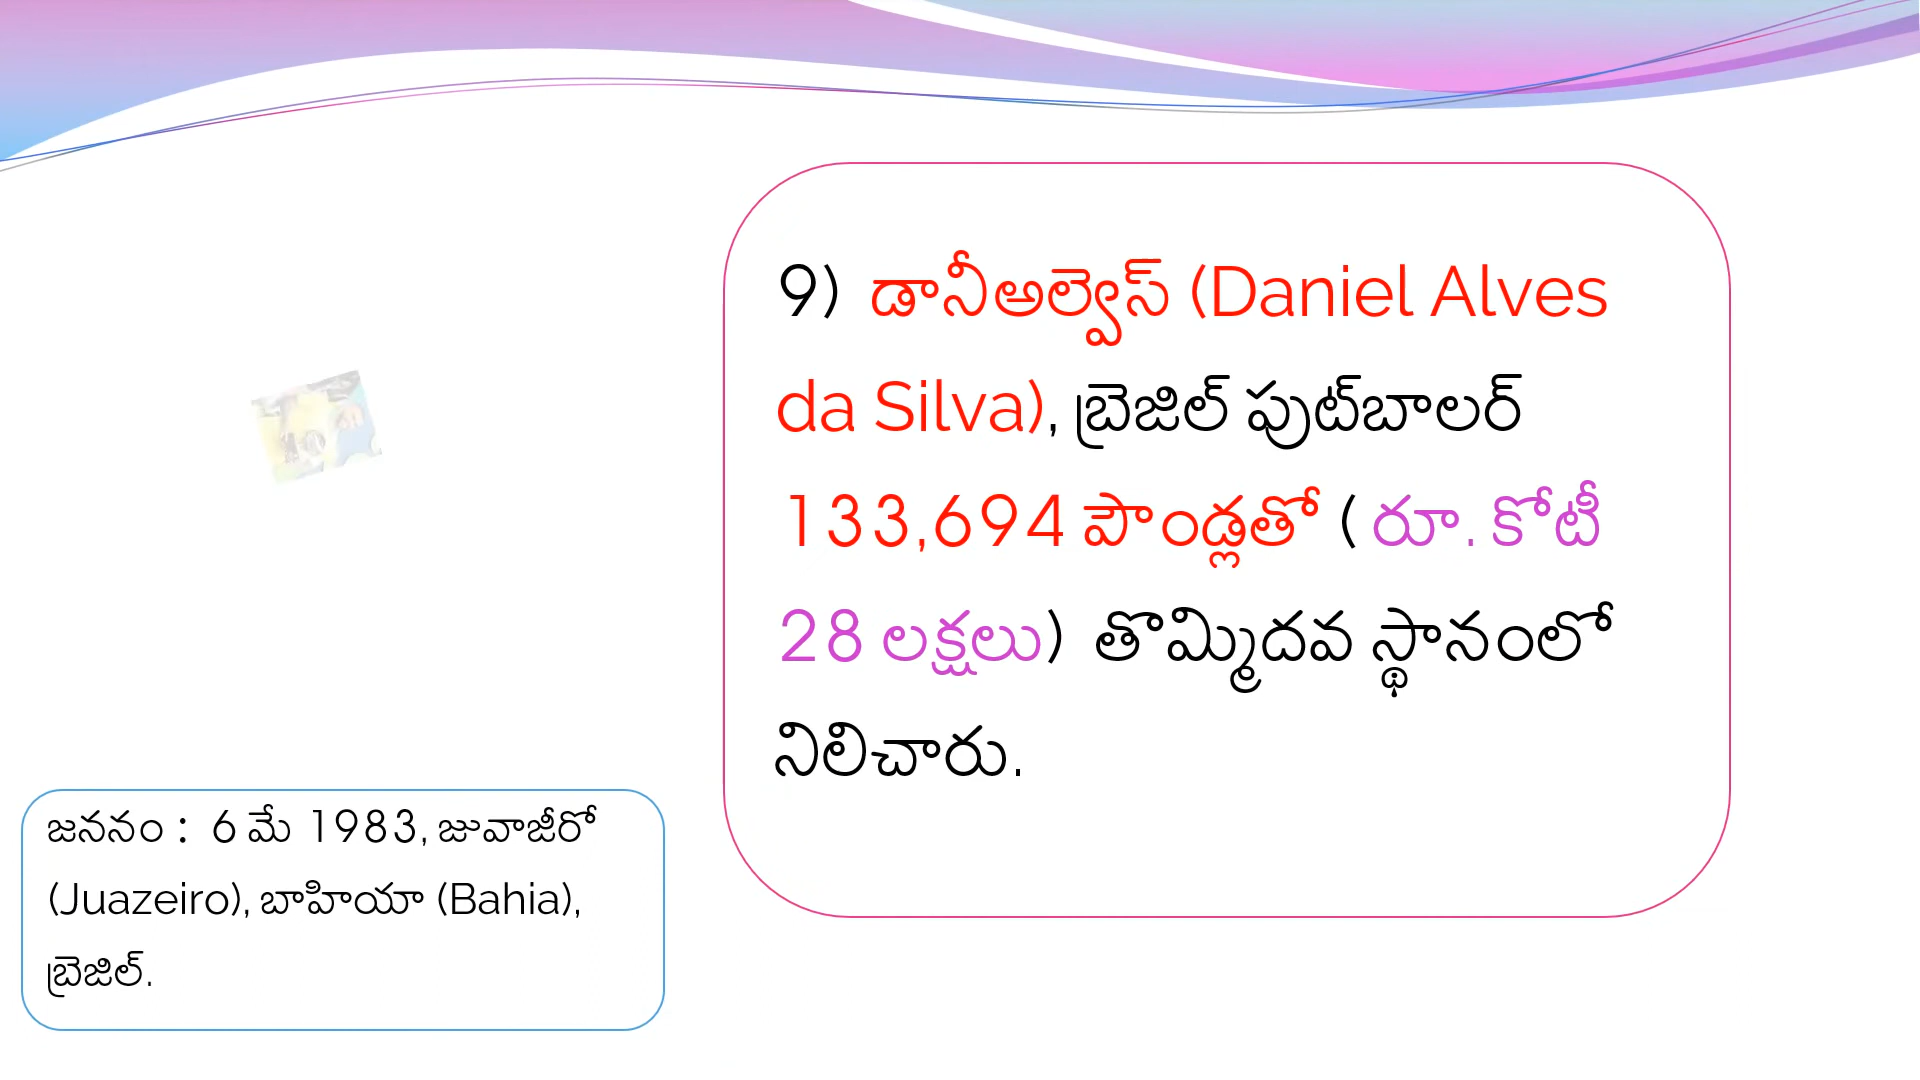 9) డానీఅల్వెస్ (Daniel Alves
da Silva), బ్రెజిల్ ఫుట్‌బాలర్
133,694 పౌండ్లతో ( రూ. కోటీ
28 లక్షలు) తొమ్మిదవ స్థానంలో
నిలిచారు.
జననం : 6 మే 1983, జువాజీరో
(Juazeiro), బాహియా (Bahia),
బ్రెజిల్.